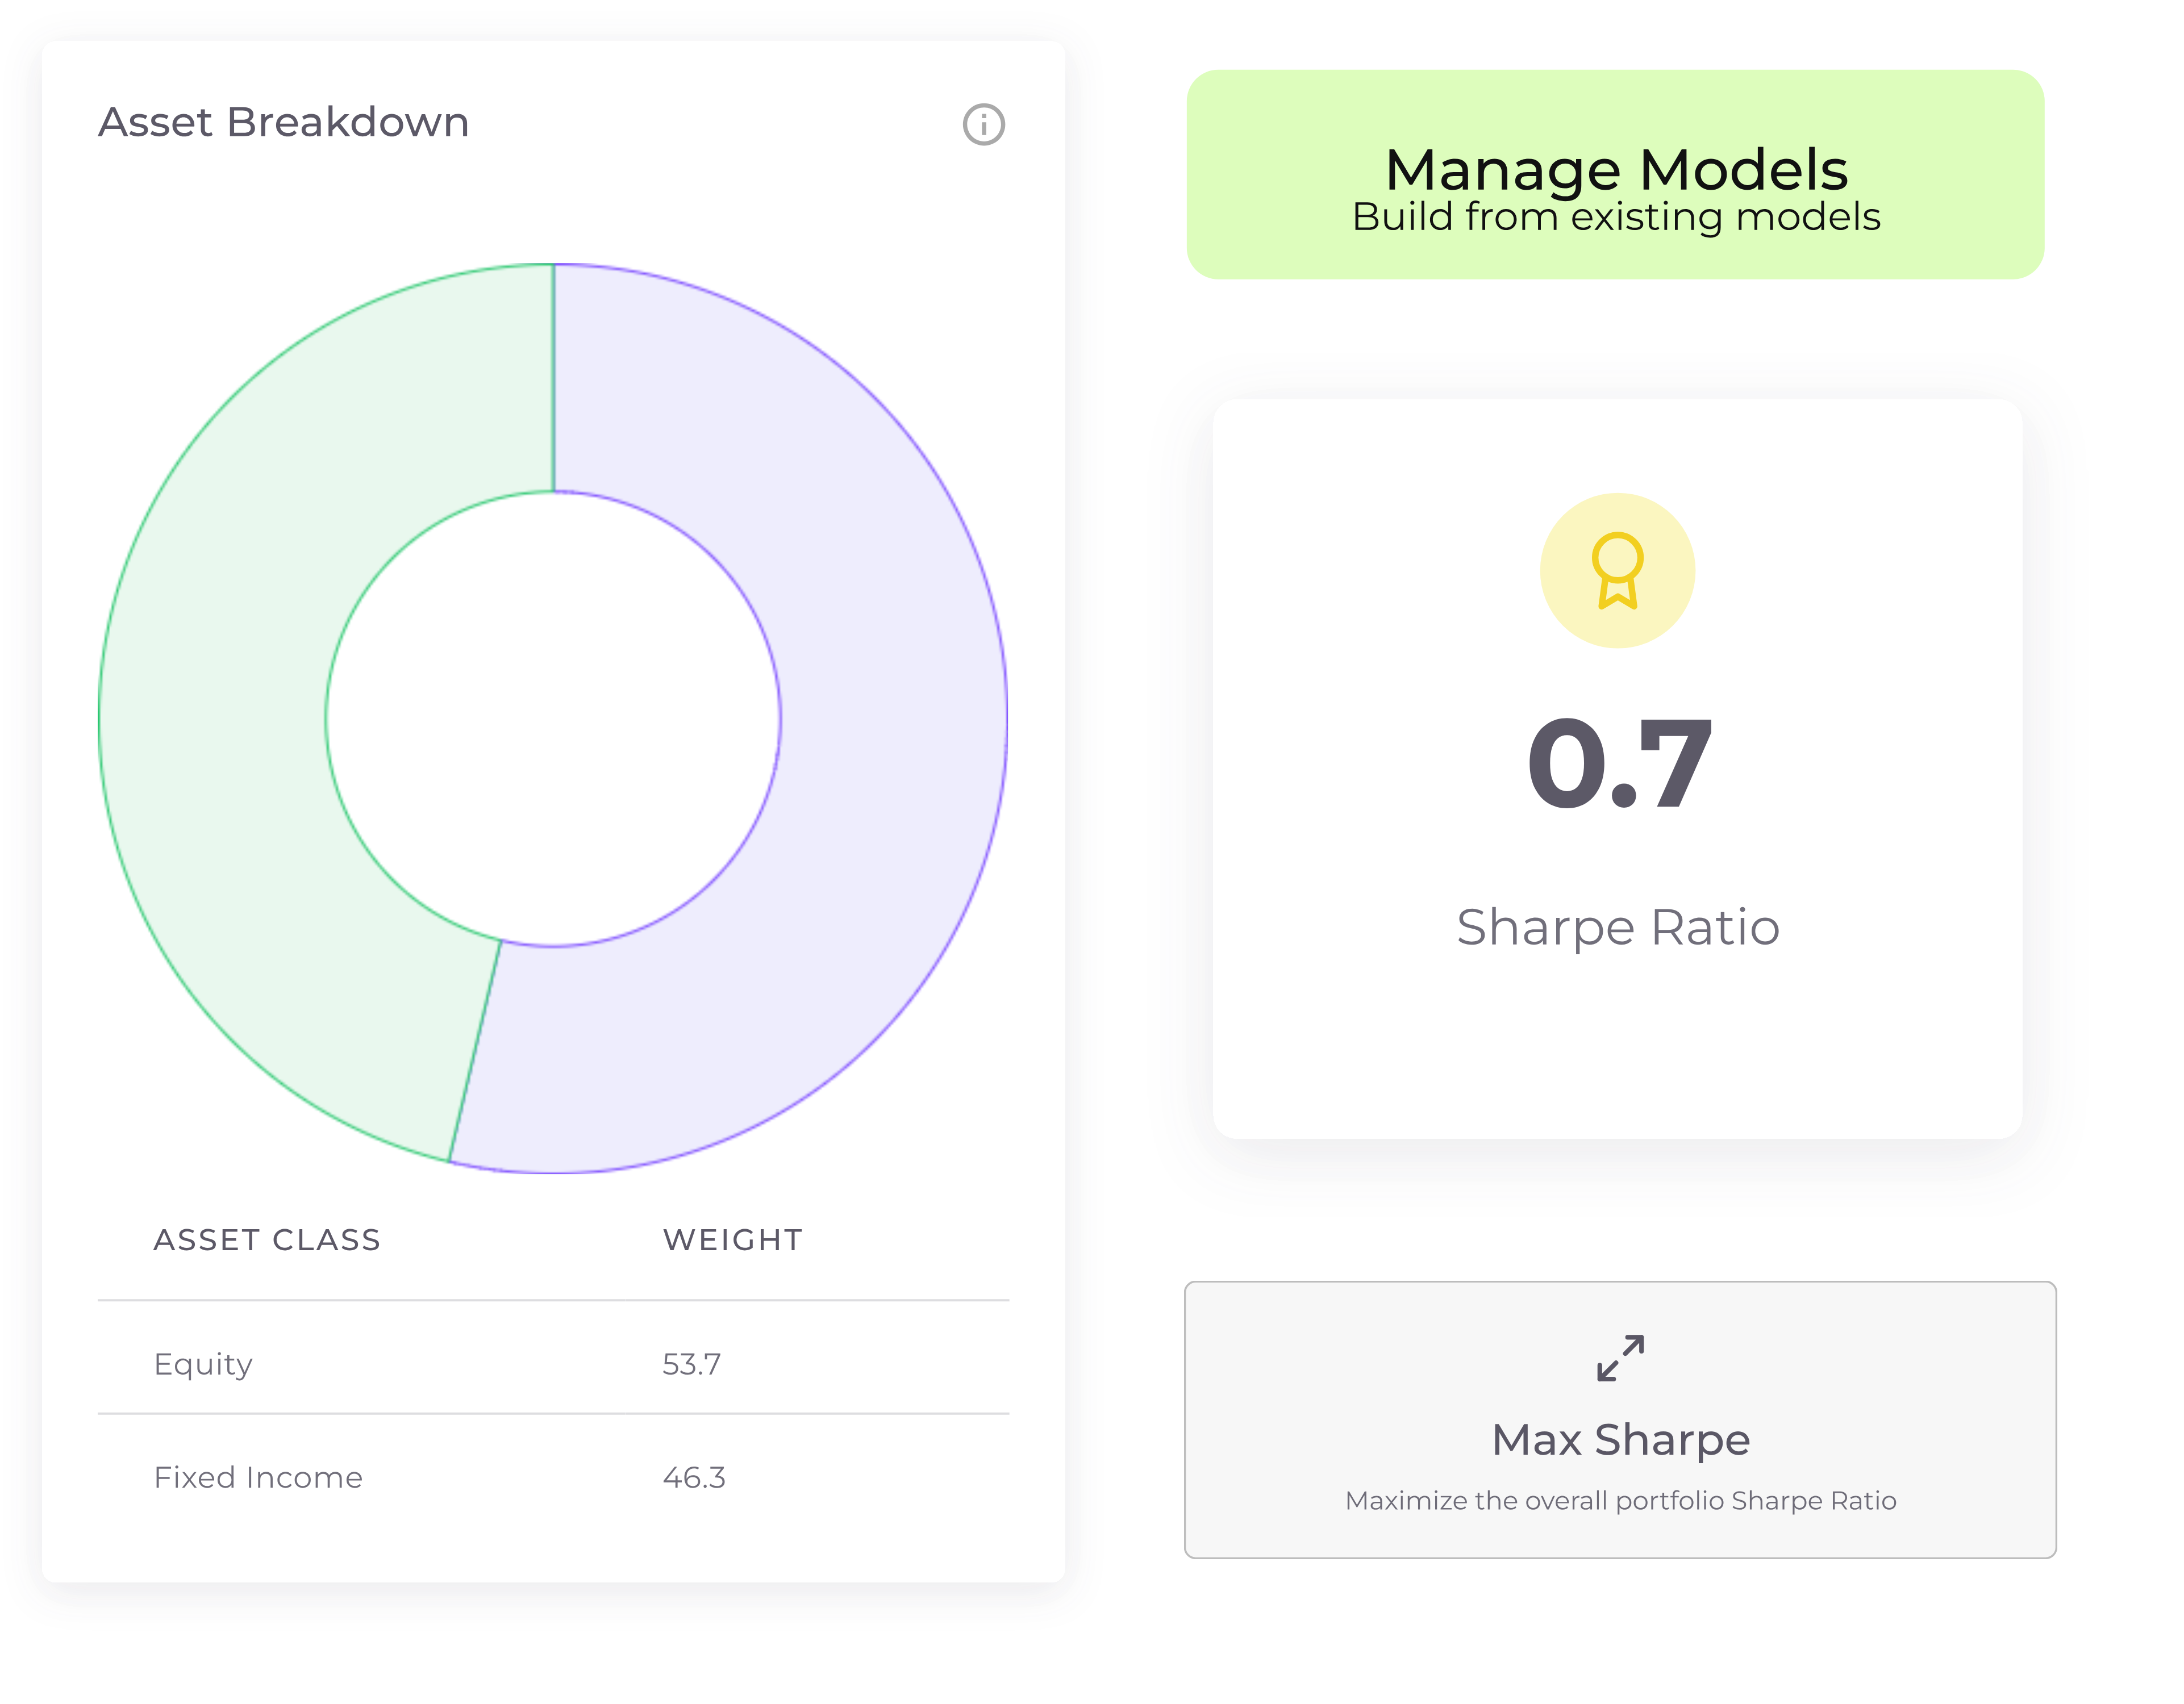 Asset Breakdown
ASSET CLASS WEIGHT
Equity 53.7
Fixed Income 46.3
Manage Models
Build from existing models
0.7
Sharpe Ratio
Max Sharpe
Maximize the overall portfolio Sharpe Ratio